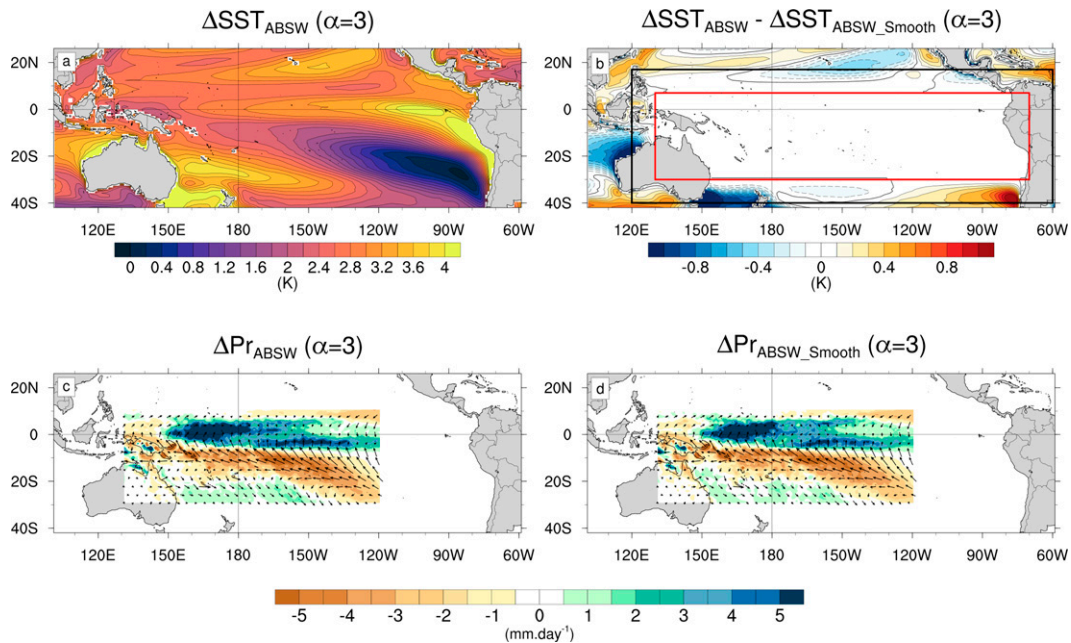 ΔSST_ABSW (α=3)
ΔSST_ABSW - ΔSST_ABSW_Smooth (α=3)
a
20N
0
20S
40S
120E 150E 180 150W 120W 90W 60W
0 0.4 0.8 1.2 1.6 2 2.4 2.8 3.2 3.6 4
(K)
b
20N
0
20S
40S
120E 150E 180 150W 120W 90W 60W
-0.8 -0.4 0 0.4 0.8
(K)
ΔPr_ABSW (α=3)
ΔPr_ABSW_Smooth (α=3)
c
20N
0
20S
40S
120E 150E 180 150W 120W 90W 60W
d
20N
0
20S
40S
120E 150E 180 150W 120W 90W 60W
-5 -4 -3 -2 -1 0 1 2 3 4 5
(mm.day⁻¹)